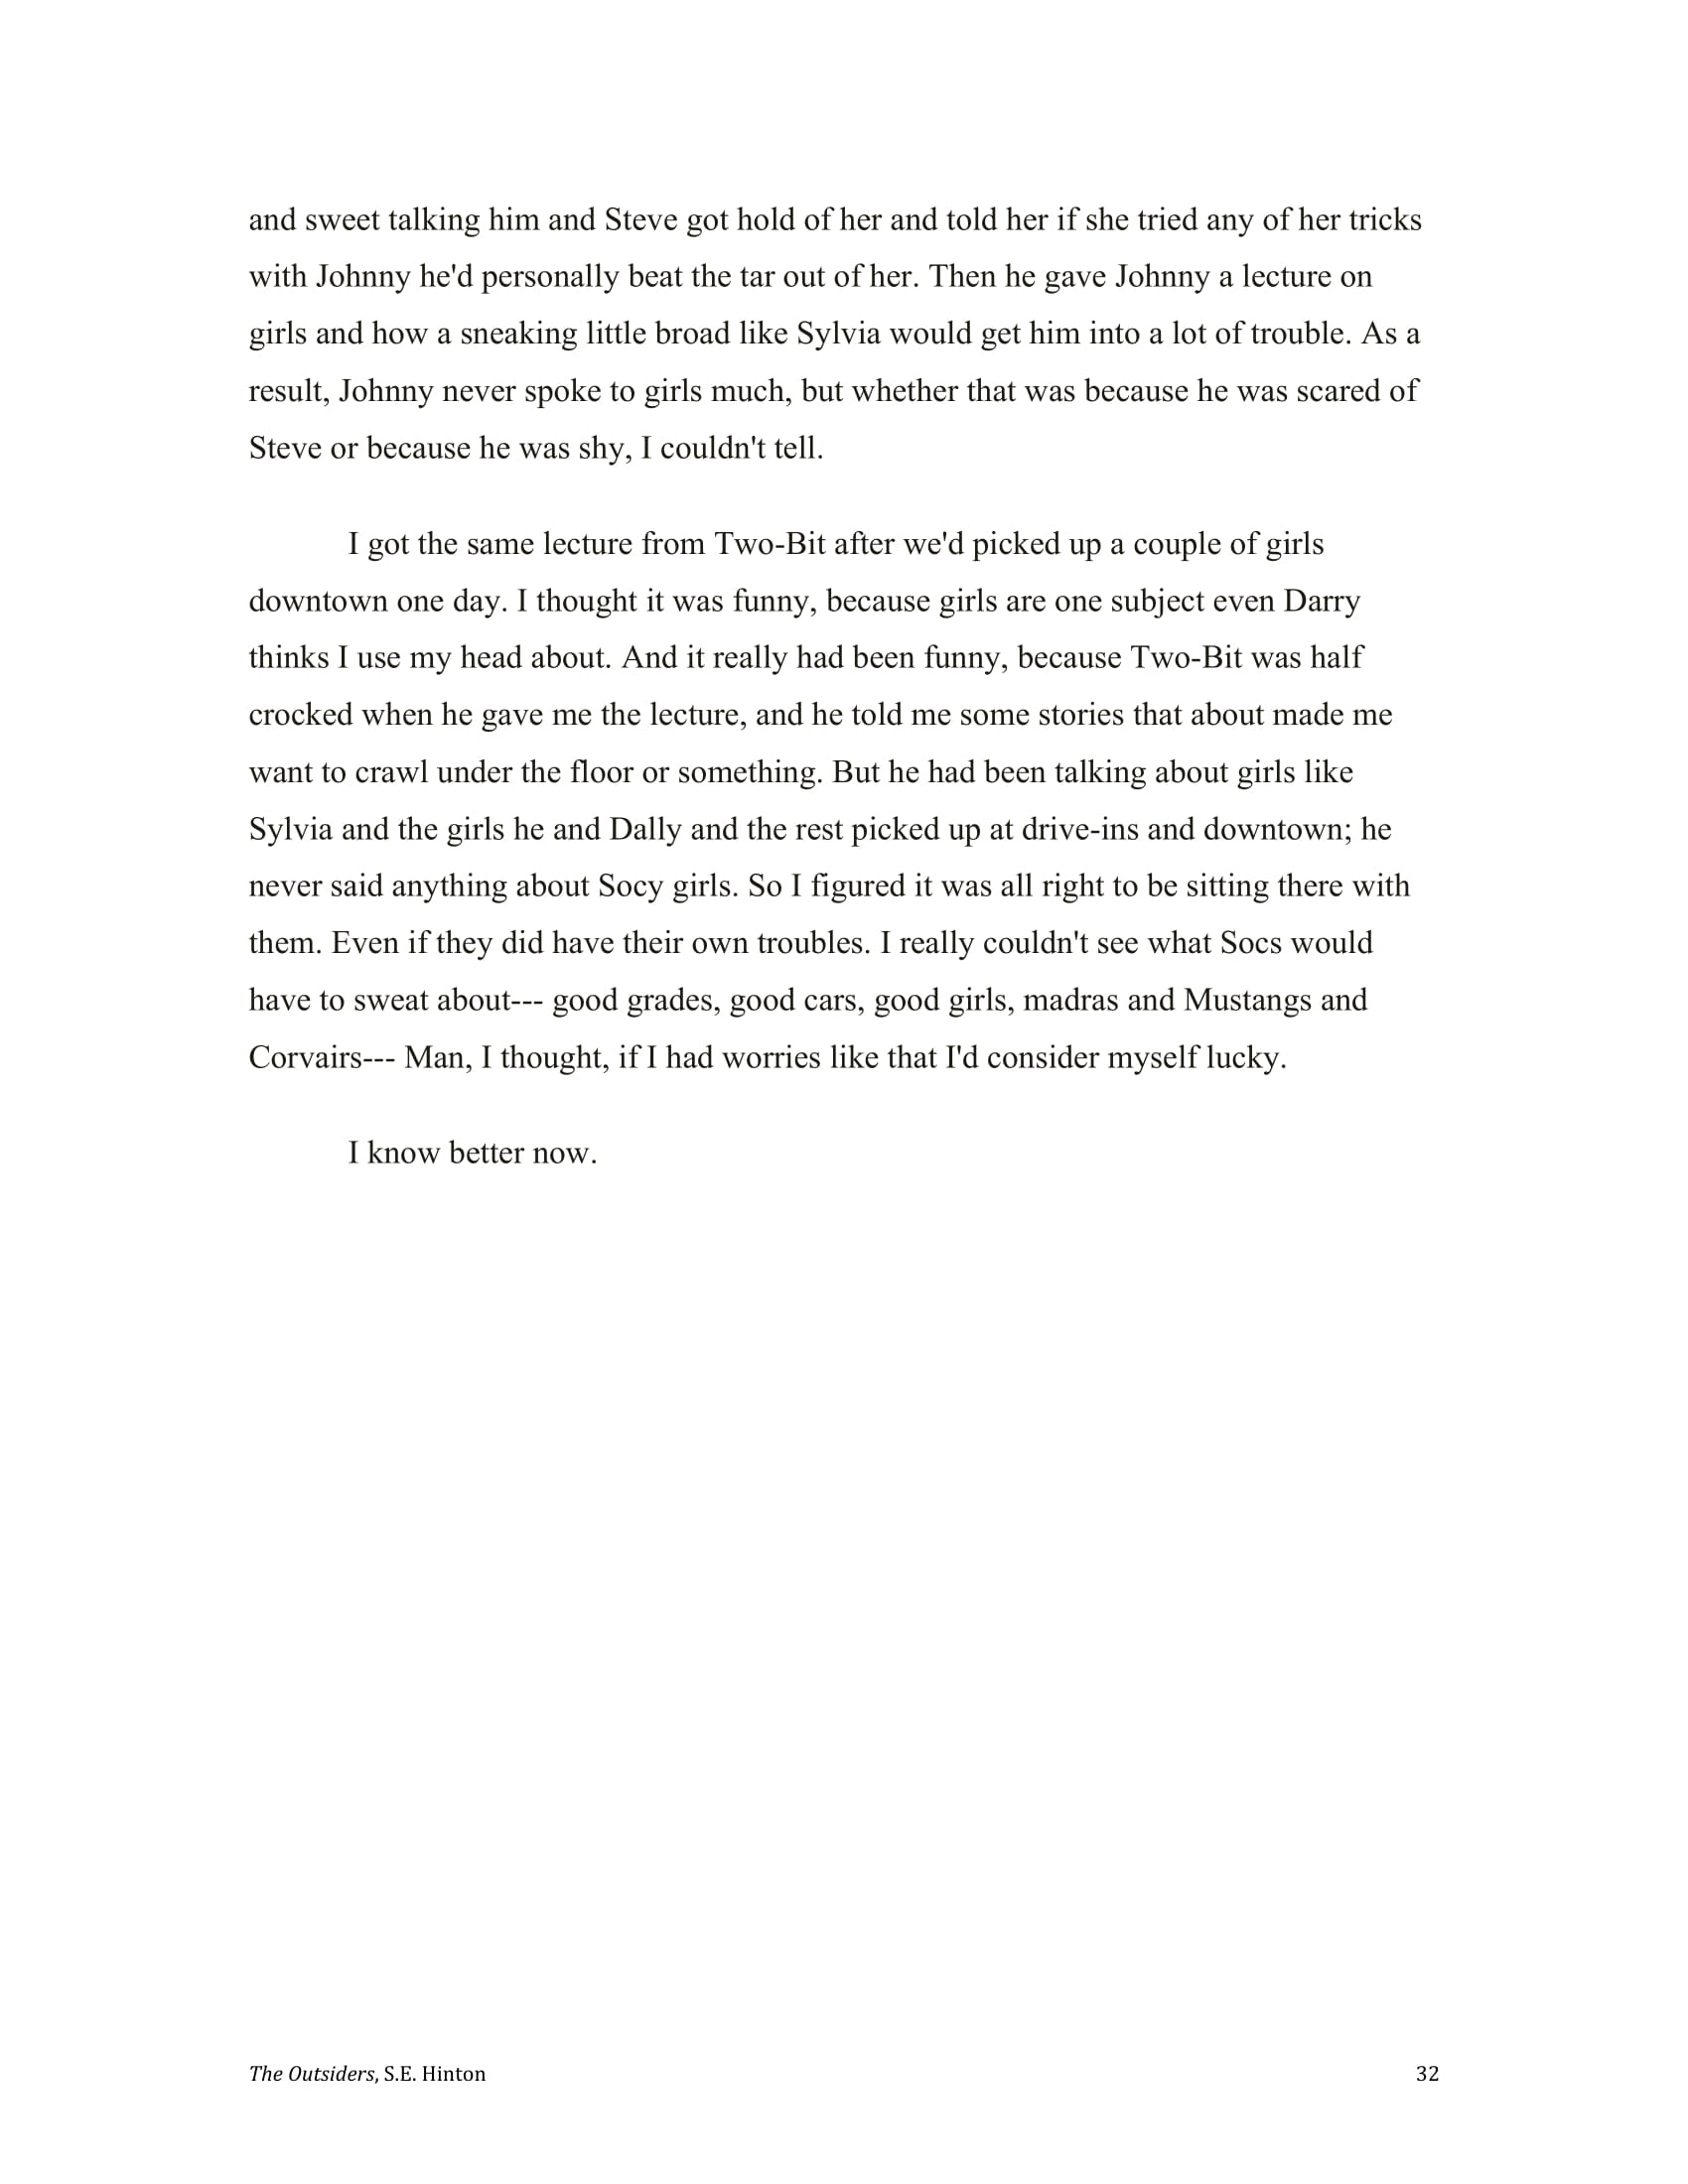 and sweet talking him and Steve got hold of her and told her if she tried any of her tricks
with Johnny he'd personally beat the tar out of her. Then he gave Johnny a lecture on
girls and how a sneaking little broad like Sylvia would get him into a lot of trouble. As a
result, Johnny never spoke to girls much, but whether that was because he was scared of
Steve or because he was shy, I couldn't tell.
I got the same lecture from Two-Bit after we'd picked up a couple of girls
downtown one day. I thought it was funny, because girls are one subject even Darry
thinks I use my head about. And it really had been funny, because Two-Bit was half
crocked when he gave me the lecture, and he told me some stories that about made me
want to crawl under the floor or something. But he had been talking about girls like
Sylvia and the girls he and Dally and the rest picked up at drive-ins and downtown; he
never said anything about Socy girls. So I figured it was all right to be sitting there with
them. Even if they did have their own troubles. I really couldn't see what Socs would
have to sweat about--- good grades, good cars, good girls, madras and Mustangs and
Corvairs--- Man, I thought, if I had worries like that I'd consider myself lucky.
I know better now.
The Outsiders, S.E. Hinton 32